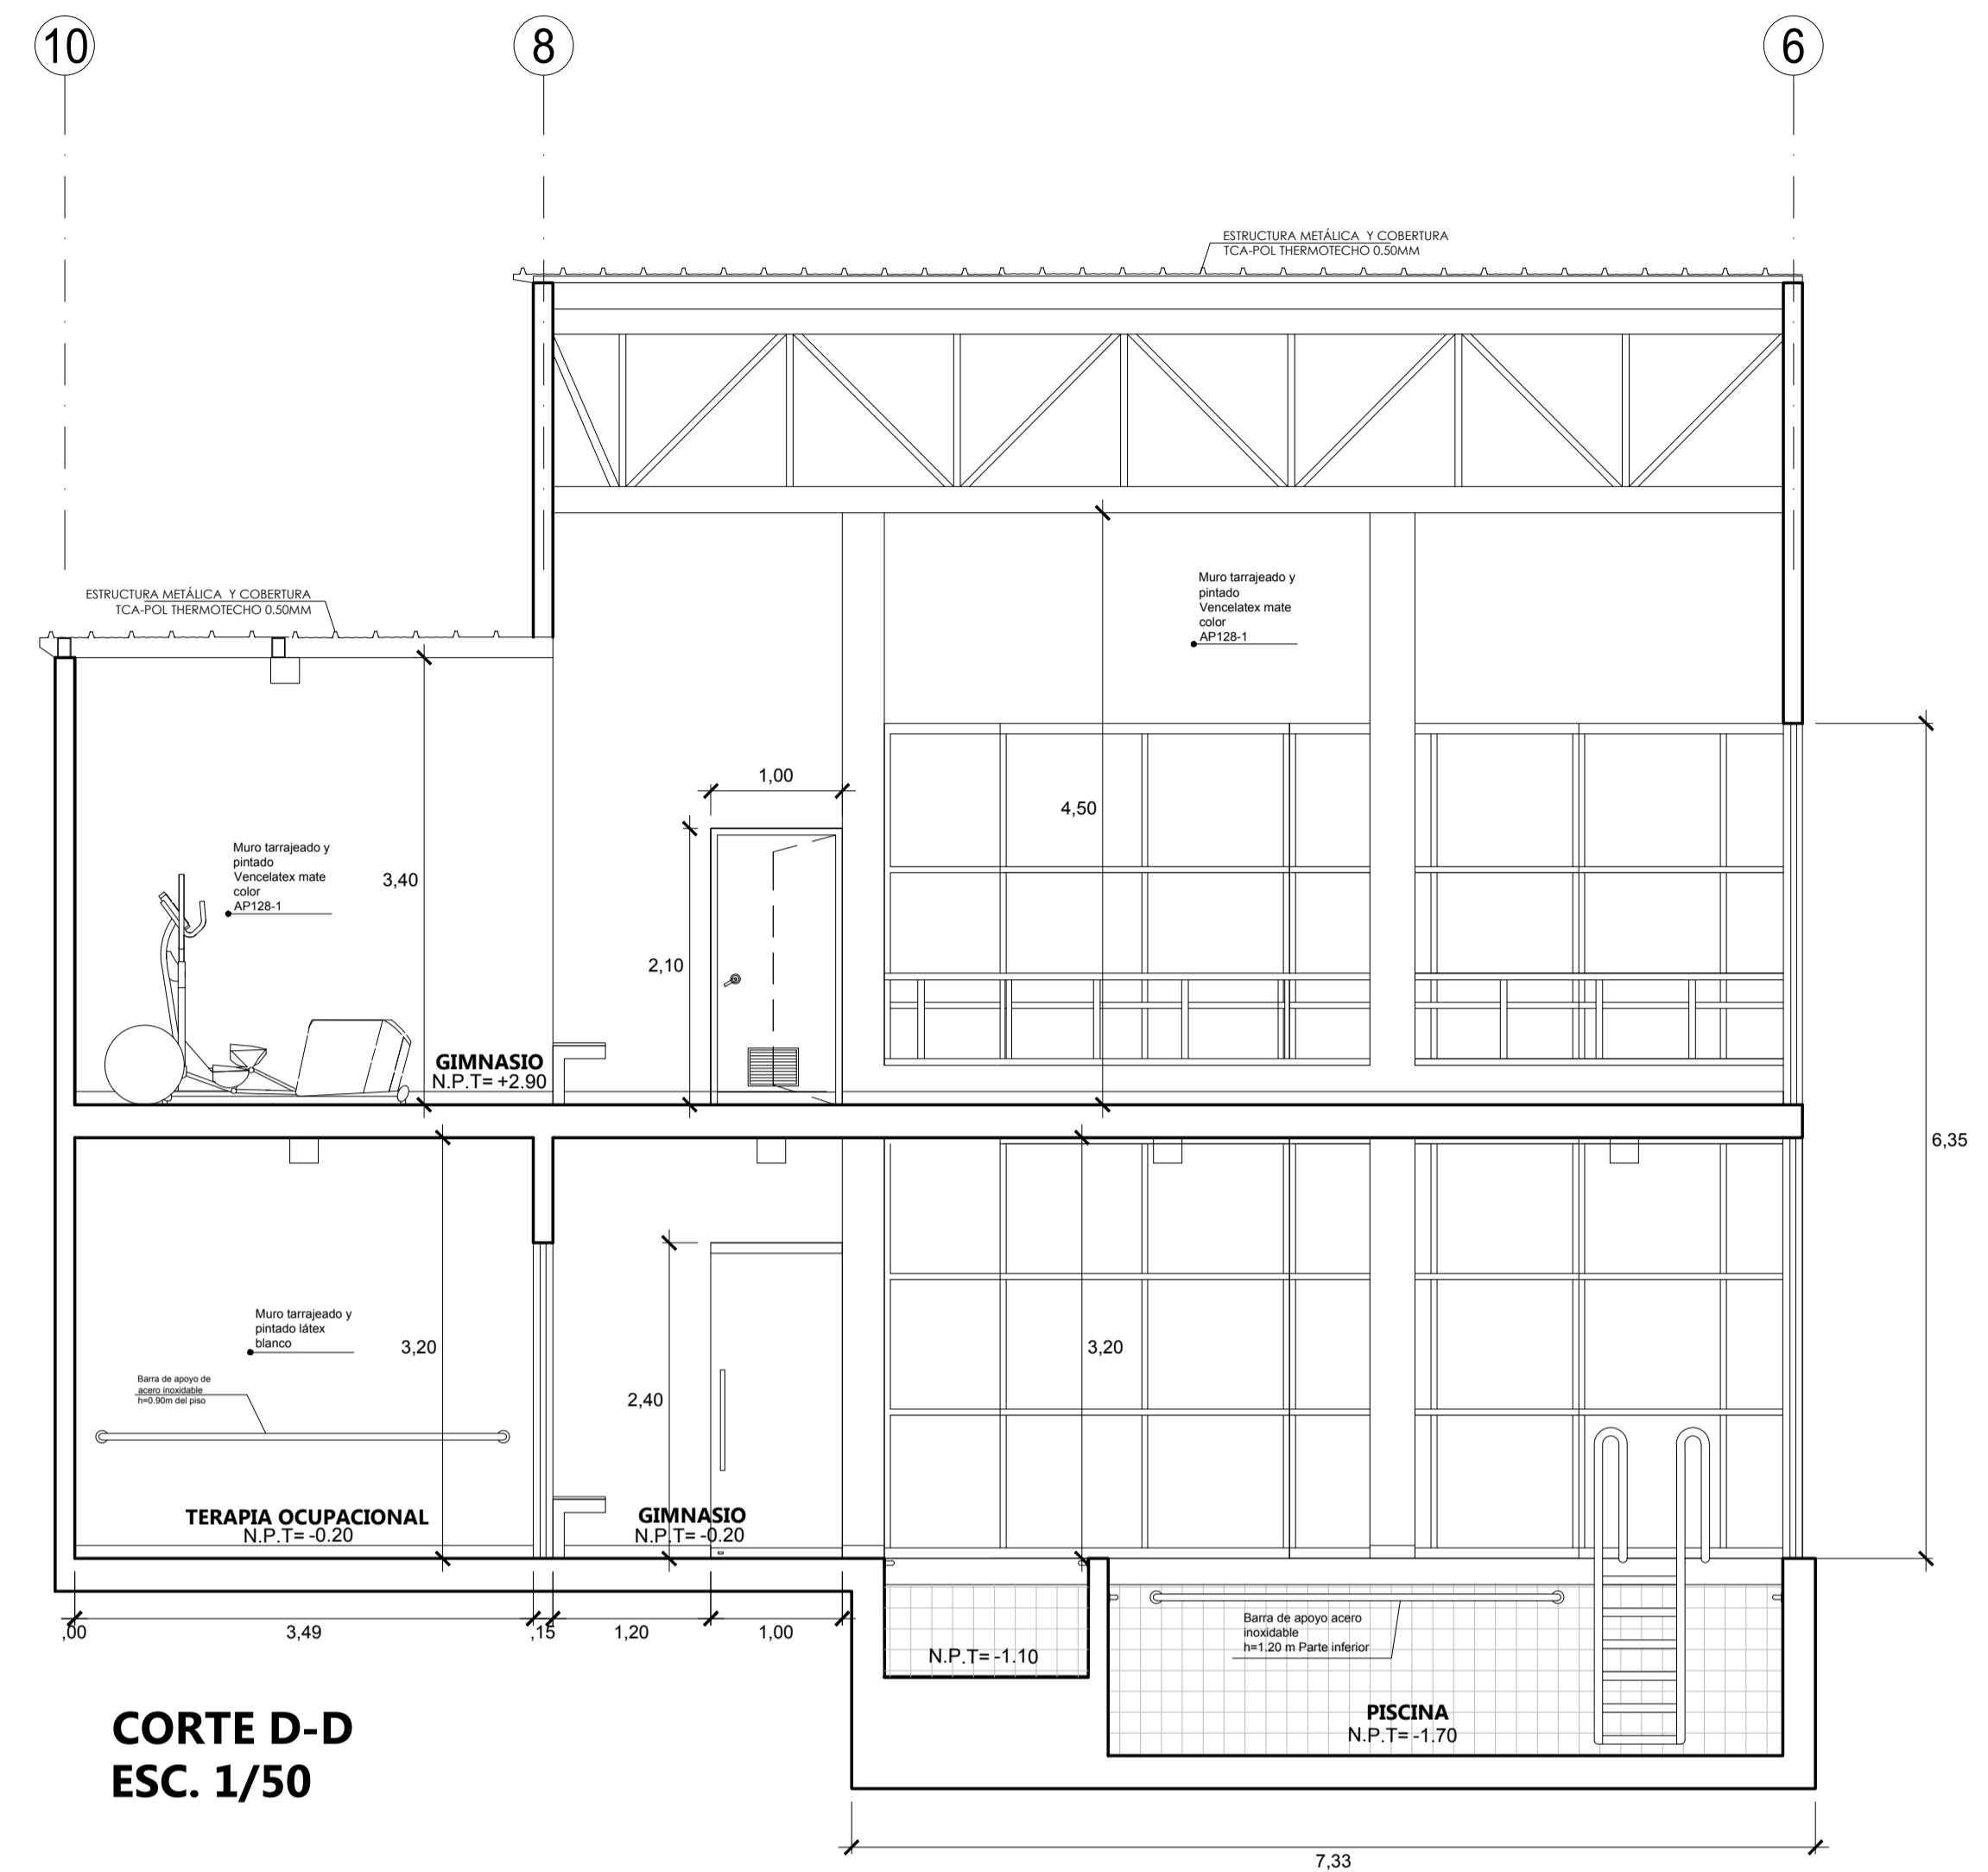 10
8
6
ESTRUCTURA METÁLICA Y COBERTURA
TCA-POL THERMOTECHO 0.50MM
ESTRUCTURA METÁLICA Y COBERTURA
TCA-POL THERMOTECHO 0.50MM
Muro tarrajeado y
pintado
Vencelatex mate
color
AP128-1
1,00
4,50
Muro tarrajeado y
pintado
Vencelatex mate
color
AP128-1
3,40
2,10
GIMNASIO
N.P.T= +2.90
6,35
Muro tarrajeado y
pintado látex
blanco
3,20
3,20
Barra de apoyo de
acero inoxidable
h=0.90m del piso
2,40
TERAPIA OCUPACIONAL
N.P.T= -0.20
GIMNASIO
N.P.T= -0.20
,00
3,49
,15
1,20
1,00
Barra de apoyo acero
inoxidable
h=1.20 m Parte inferior
N.P.T= -1.10
PISCINA
N.P.T= -1.70
CORTE D-D
ESC. 1/50
7,33